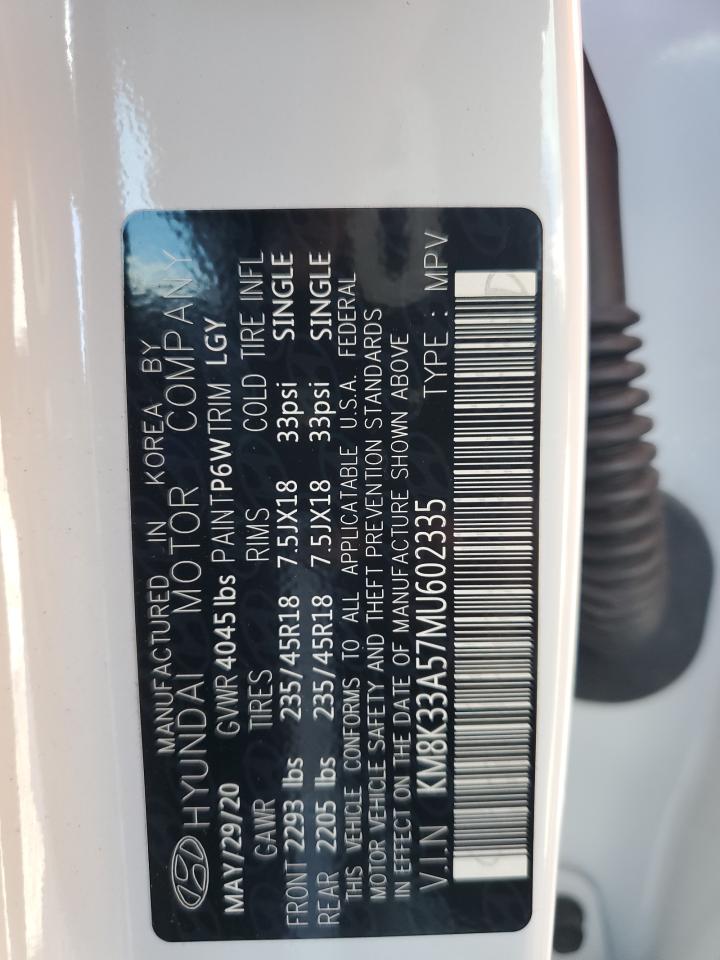 MANUFACTURED IN KOREA BY
HYUNDAI MOTOR COMPANY
MAY/29/20 GVWR 4045 lbs PAINT P6W TRIM LGY
GAWR TIRES RIMS COLD TIRE INFL
FRONT 2293 lbs 235/45R18 7.5JX18 33psi SINGLE
REAR 2205 lbs 235/45R18 7.5JX18 33psi SINGLE
THIS VEHICLE CONFORMS TO ALL APPLICATABLE U.S.A. FEDERAL
MOTOR VEHICLE SAFETY AND THEFT PREVENTION STANDARDS
IN EFFECT ON THE DATE OF MANUFACTURE SHOWN ABOVE
V.I.N KM8K33A57MU602335 TYPE : MPV